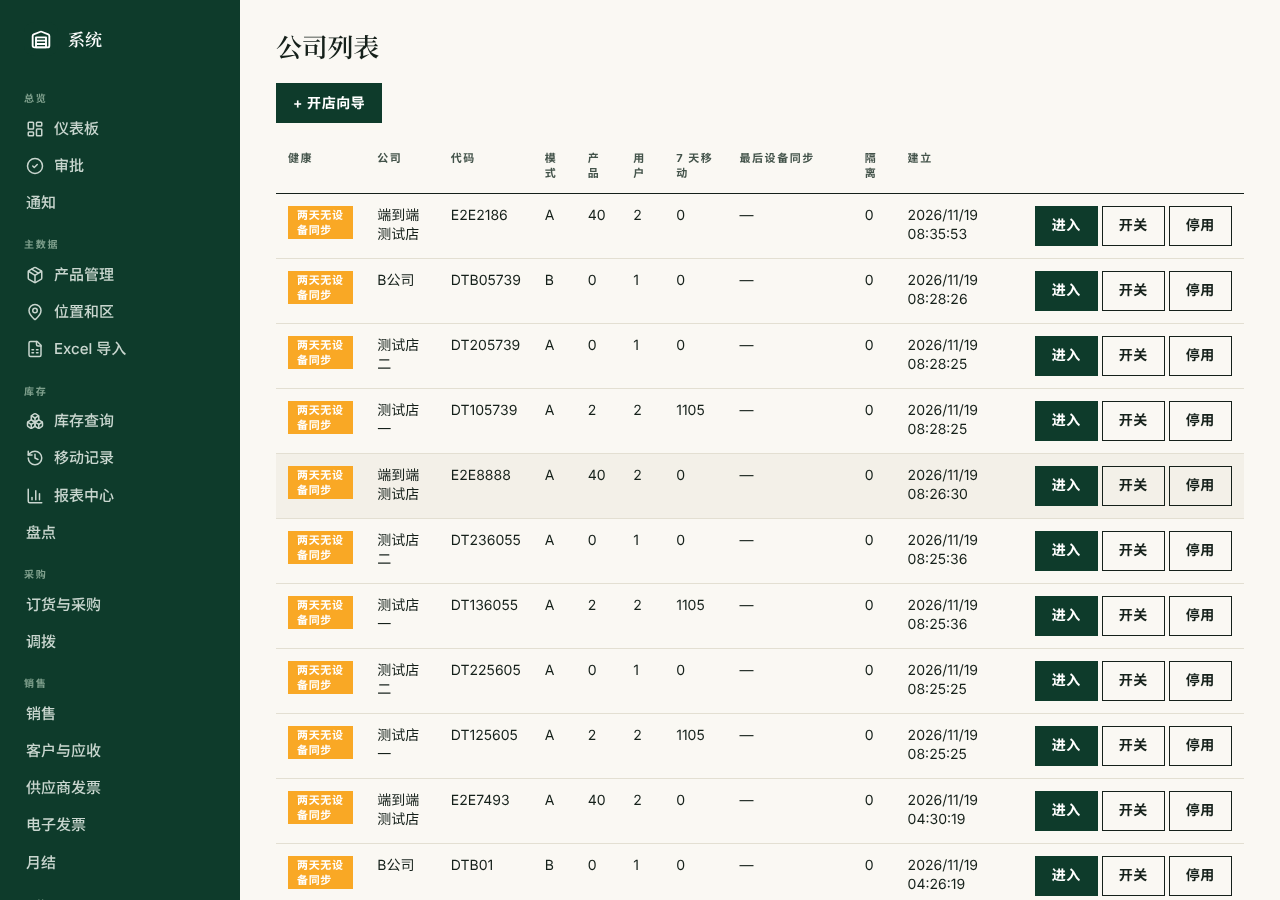 系统
总览
仪表板
审批
通知
主数据
产品管理
位置和区
Excel 导入
库存
库存查询
移动记录
报表中心
盘点
采购
订货与采购
调拨
销售
销售
客户与应收
供应商发票
电子发票
月结
公司列表
+ 开店向导
健康 公司 代码 模式 产品 用户 7 天移动 最后设备同步 隔离 建立
两天无设备同步 端到端测试店 E2E2186 A 40 2 0 — 0 2026/11/19 08:35:53 进入 开关 停用
两天无设备同步 B公司 DTB05739 B 0 1 0 — 0 2026/11/19 08:28:26 进入 开关 停用
两天无设备同步 测试店二 DT205739 A 0 1 0 — 0 2026/11/19 08:28:25 进入 开关 停用
两天无设备同步 测试店一 DT105739 A 2 2 1105 — 0 2026/11/19 08:28:25 进入 开关 停用
两天无设备同步 端到端测试店 E2E8888 A 40 2 0 — 0 2026/11/19 08:26:30 进入 开关 停用
两天无设备同步 测试店二 DT236055 A 0 1 0 — 0 2026/11/19 08:25:36 进入 开关 停用
两天无设备同步 测试店一 DT136055 A 2 2 1105 — 0 2026/11/19 08:25:36 进入 开关 停用
两天无设备同步 测试店二 DT225605 A 0 1 0 — 0 2026/11/19 08:25:25 进入 开关 停用
两天无设备同步 测试店一 DT125605 A 2 2 1105 — 0 2026/11/19 08:25:25 进入 开关 停用
两天无设备同步 端到端测试店 E2E7493 A 40 2 0 — 0 2026/11/19 04:30:19 进入 开关 停用
两天无设备同步 B公司 DTB01 B 0 1 0 — 0 2026/11/19 04:26:19 进入 开关 停用